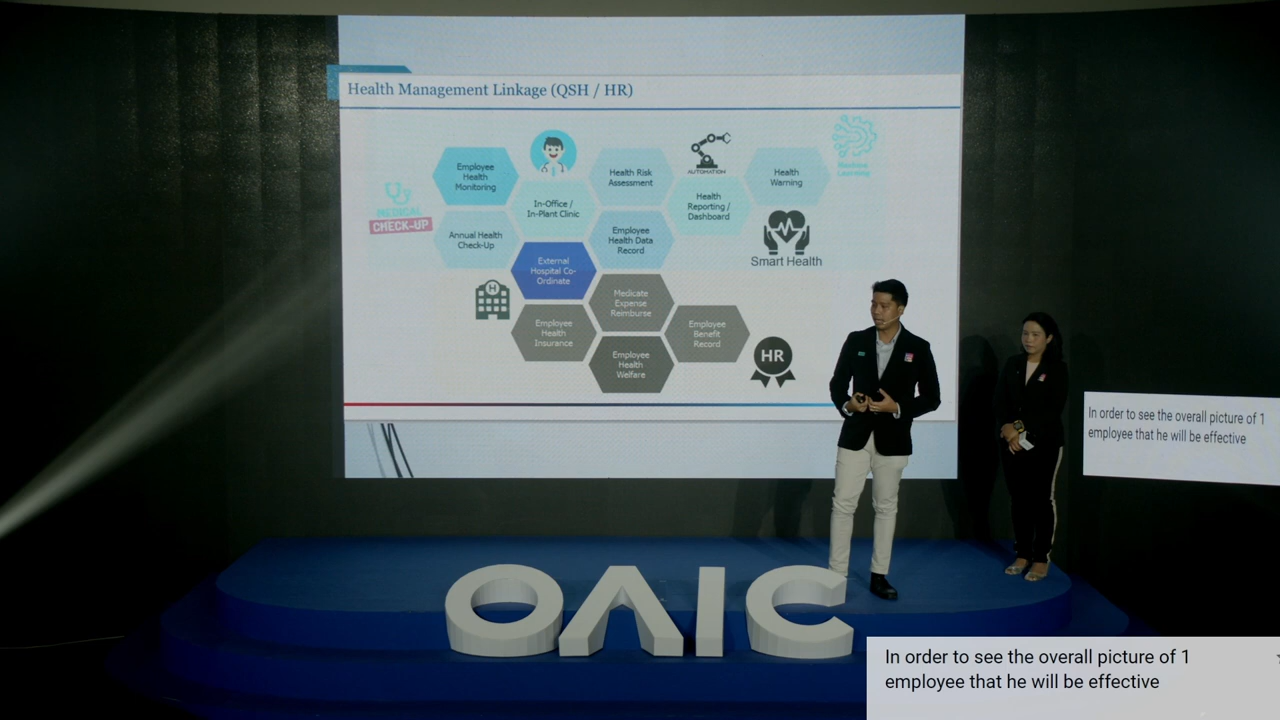 Health Management Linkage (QSH / HR)
Employee
Health
Monitoring
Health Risk
Assessment
AUTOMATION
Health
Warning
Machine
Learning
MEDICAL
CHECK-UP
In-Office /
In-Plant Clinic
Health
Reporting /
Dashboard
Annual Health
Check-Up
Employee
Health Data
Record
Smart Health
External
Hospital Co-
Ordinate
H
Medicate
Expense
Reimburse
Employee
Health
Insurance
Employee
Benefit
Record
Employee
Health
Welfare
HR
In order to see the overall picture of 1
employee that he will be effective
OAIC
In order to see the overall picture of 1
employee that he will be effective